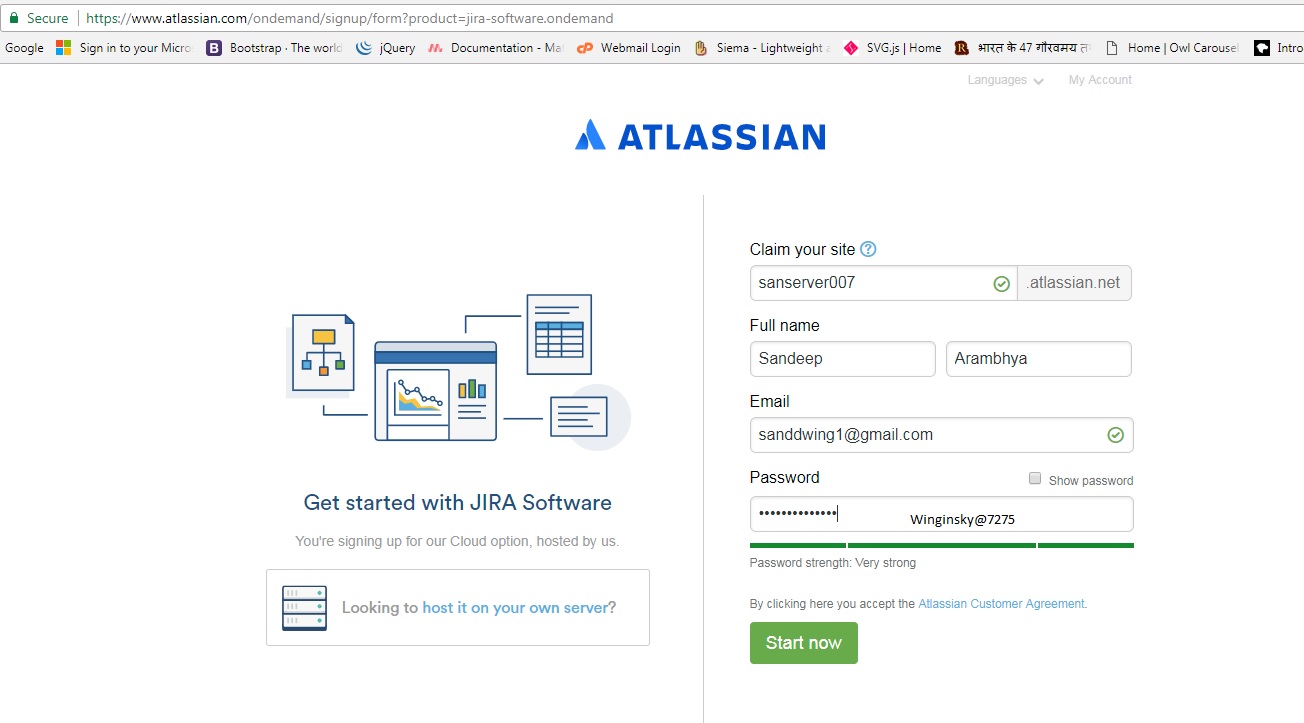 Secure https://www.atlassian.com/ondemand/signup/form?product=jira-software.ondemand
Google Sign in to your Micro Bootstrap · The world jQuery Documentation - Mat Webmail Login Siema - Lightweight a SVG.js | Home भारत के 47 गौरवमय Home | Owl Carousel Intro
Languages My Account
ATLASSIAN
Claim your site ?
sanserver007 .atlassian.net
Full name
Sandeep Arambhya
Email
sanddwing1@gmail.com
Password Show password
•••••••••••••• Winginsky@7275
Password strength: Very strong
By clicking here you accept the Atlassian Customer Agreement.
Start now
Get started with JIRA Software
You're signing up for our Cloud option, hosted by us.
Looking to host it on your own server?